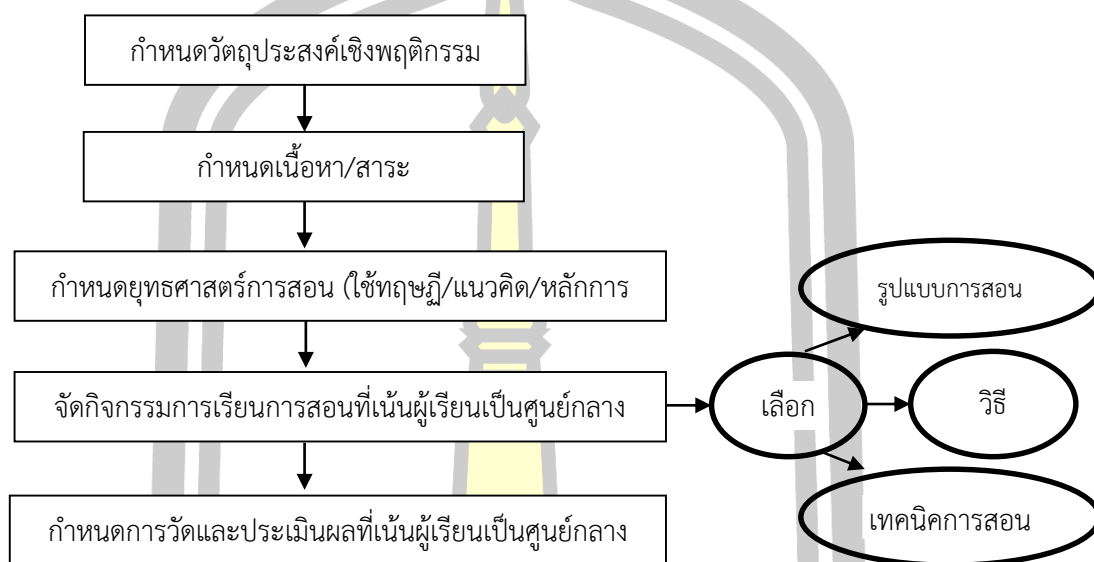 กำหนดวัตถุประสงค์เชิงพฤติกรรม
กำหนดเนื้อหา/สาระ
กำหนดยุทธศาสตร์การสอน (ใช้ทฤษฎี/แนวคิด/หลักการ
รูปแบบการสอน
จัดกิจกรรมการเรียนการสอนที่เน้นผู้เรียนเป็นศูนย์กลาง
เลือก
วิธี
กำหนดการวัดและประเมินผลที่เน้นผู้เรียนเป็นศูนย์กลาง
เทคนิคการสอน